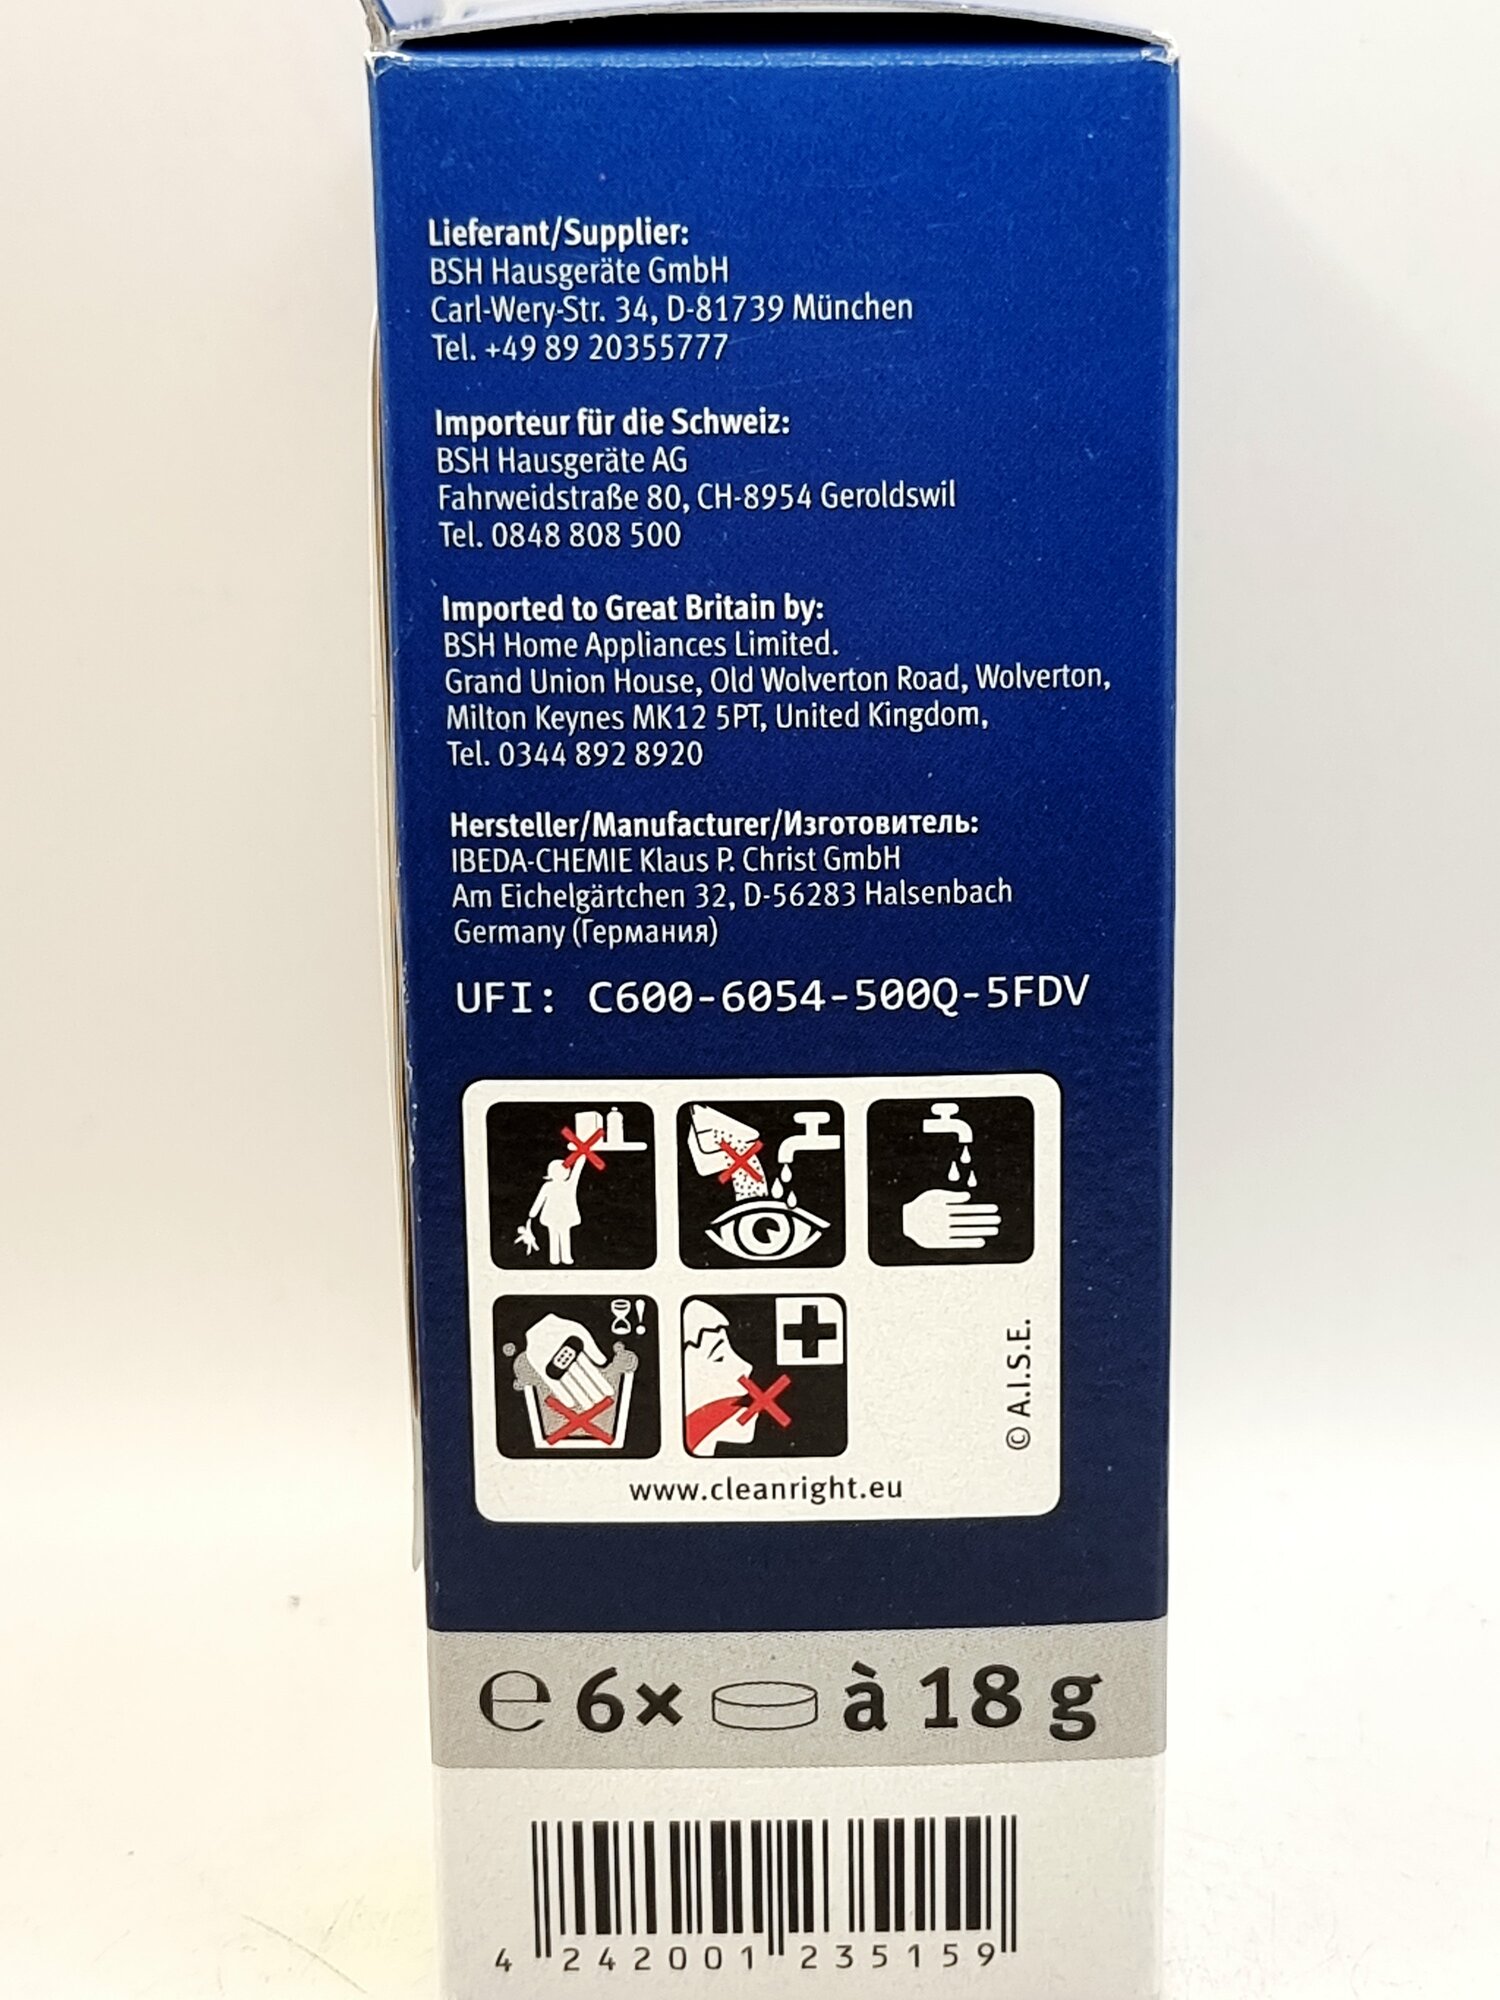 Lieferant/Supplier:
BSH Hausgeräte GmbH
Carl-Wery-Str. 34, D-81739 München
Tel. +49 89 20355777
Importeur für die Schweiz:
BSH Hausgeräte AG
Fahrweidstraße 80, CH-8954 Geroldswil
Tel. 0848 808 500
Imported to Great Britain by:
BSH Home Appliances Limited.
Grand Union House, Old Wolverton Road, Wolverton,
Milton Keynes MK12 5PT, United Kingdom,
Tel. 0344 892 8920
Hersteller/Manufacturer/Изготовитель:
IBEDA-CHEMIE Klaus P. Christ GmbH
Am Eichelgärtchen 32, D-56283 Halsenbach
Germany (Германия)
UFI: C600-6054-500Q-5FDV
© A.I.S.E.
www.cleanright.eu
℮ 6x à 18 g
4 242001 235159